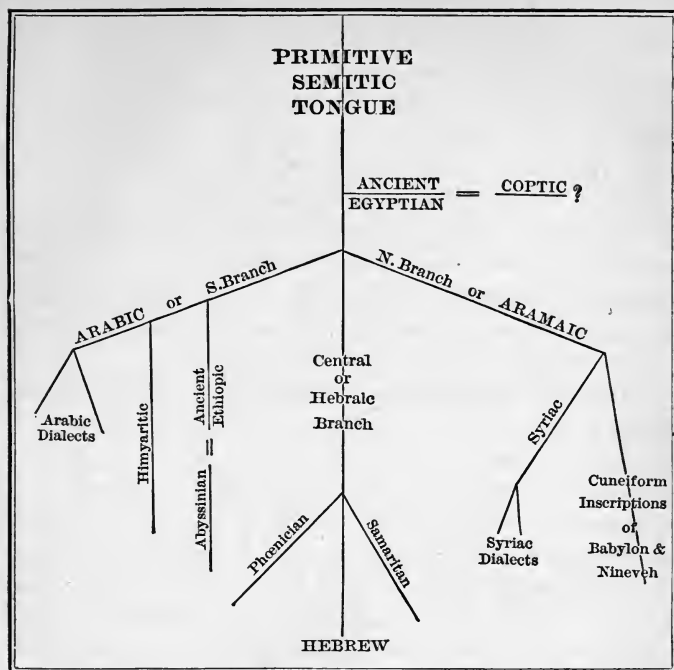 PRIMITIVE
SEMITIC
TONGUE
ANCIENT
EGYPTIAN = COPTIC ?
ARABIC or S. Branch
N. Branch or ARAMAIC
Arabic
Dialects
Himyaritic
Abyssinian = Ancient
Ethiopic
Central
or
Hebraic
Branch
Phœnician
Samaritan
HEBREW
Syriac
Syriac
Dialects
Cuneiform
Inscriptions
of
Babylon &
Nineveh